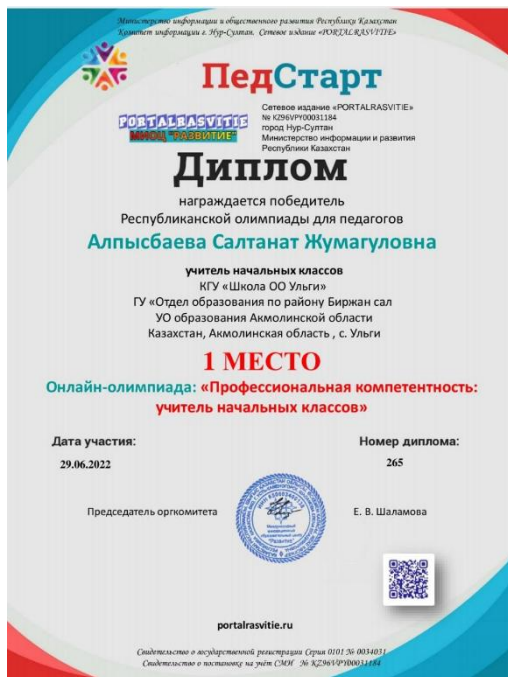 Министерство информации и общественного развития Республики Казахстан
Комитет информации г. Нур-Султан. Сетевое издание «PORTALRASVITIE»
ПедСтарт
PORTALRASVITIE
МИОЦ "РАЗВИТИЕ"
Сетевое издание «PORTALRASVITIE»
№ KZ96VPY00031184
город Нур-Султан
Министерство информации и развития
Республики Казахстан
Диплом
награждается победитель
Республиканской олимпиады для педагогов
Алпысбаева Салтанат Жумагуловна
учитель начальных классов
КГУ «Школа ОО Ульги»
ГУ «Отдел образования по району Биржан сал
УО образования Акмолинской области
Казахстан, Акмолинская область , с. Ульги
1 МЕСТО
Онлайн-олимпиада: «Профессиональная компетентность:
учитель начальных классов»
Дата участия:
Номер диплома:
29.06.2022
265
Председатель оргкомитета
Е. В. Шаламова
portalrasvitie.ru
Свидетельство о государственной регистрации Серия 0101 № 0034031
Свидетельство о постановке на учёт СМИ № KZ96VPY00031184